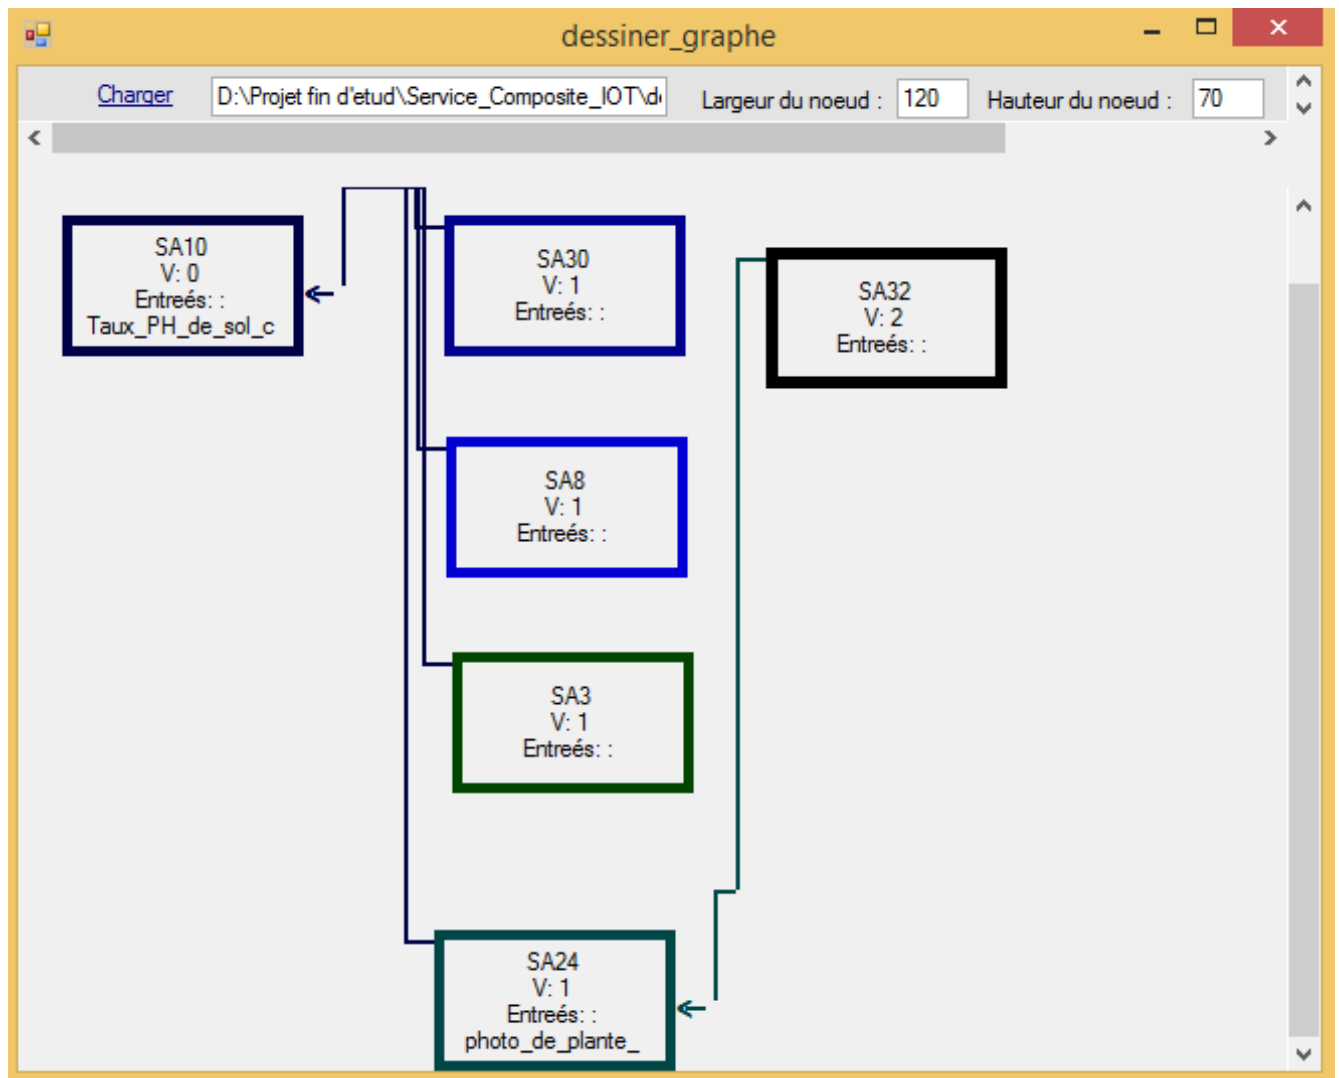 dessiner_graphe
Charger D:\Projet fin d'etud\Service_Composite_IOT\d Largeur du noeud : 120 Hauteur du noeud : 70
SA10
V: 0
Entreés: :
Taux_PH_de_sol_c
SA30
V: 1
Entreés: :
SA32
V: 2
Entreés: :
SA8
V: 1
Entreés: :
SA3
V: 1
Entreés: :
SA24
V: 1
Entreés: :
photo_de_plante_